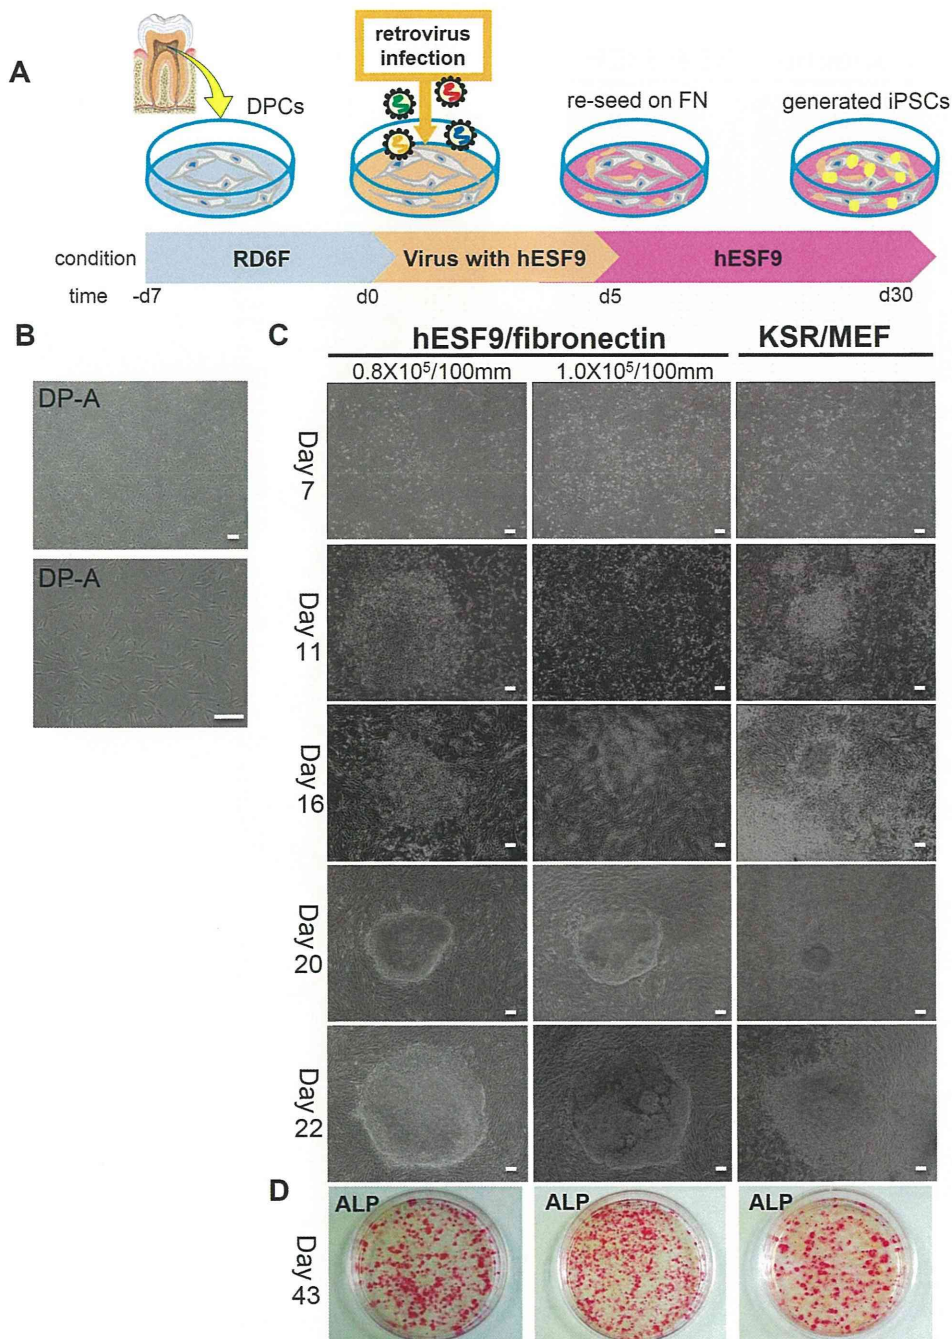 A
retrovirus
infection
DPCs
re-seed on FN
generated iPSCs
condition
RD6F
Virus with hESF9
hESF9
time
-d7
d0
d5
d30
B
DP-A
DP-A
C
hESF9/fibronectin
KSR/MEF
0.8X10⁵/100mm
1.0X10⁵/100mm
Day
7
Day
11
Day
16
Day
20
Day
22
D
ALP
ALP
ALP
Day
43